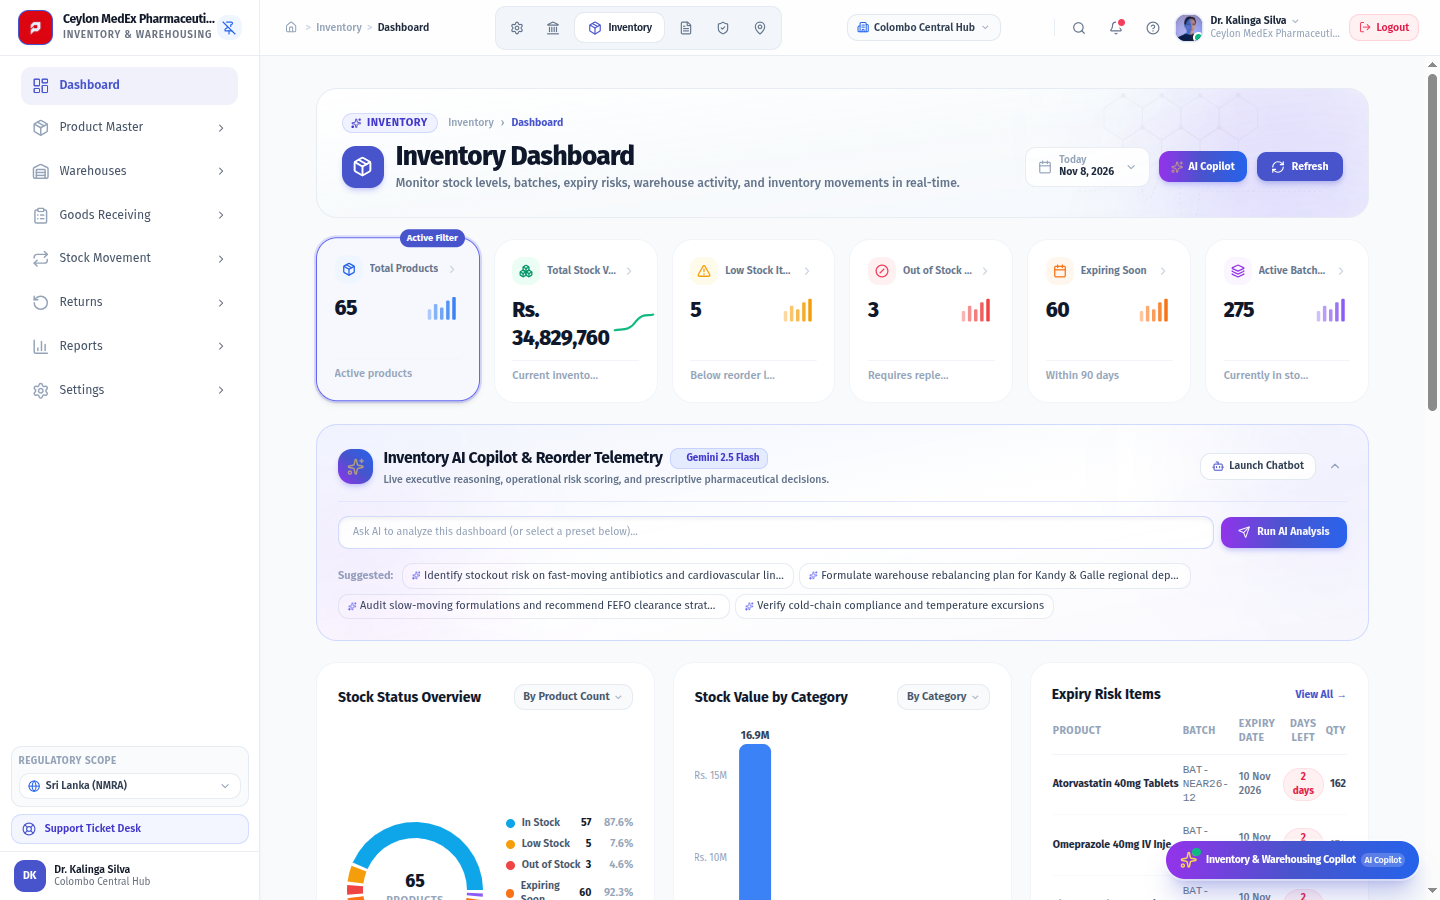 Ceylon MedEx Pharmaceuti...
INVENTORY & WAREHOUSING
Inventory > Dashboard
Inventory
Colombo Central Hub
Dr. Kalinga Silva
Ceylon MedEx Pharmaceuti...
Logout
Dashboard
Product Master
Warehouses
Goods Receiving
Stock Movement
Returns
Reports
Settings
REGULATORY SCOPE
Sri Lanka (NMRA)
Support Ticket Desk
DK
Dr. Kalinga Silva
Colombo Central Hub
INVENTORY
Inventory › Dashboard
Inventory Dashboard
Monitor stock levels, batches, expiry risks, warehouse activity, and inventory movements in real-time.
Today
Nov 8, 2026
AI Copilot
Refresh
Active Filter
Total Products
65
Active products
Total Stock V...
Rs.
34,829,760
Current invento...
Low Stock It...
5
Below reorder l...
Out of Stock ...
3
Requires reple...
Expiring Soon
60
Within 90 days
Active Batch...
275
Currently in sto...
Inventory AI Copilot & Reorder Telemetry
Gemini 2.5 Flash
Live executive reasoning, operational risk scoring, and prescriptive pharmaceutical decisions.
Launch Chatbot
Ask AI to analyze this dashboard (or select a preset below)...
Run AI Analysis
Suggested:
Identify stockout risk on fast-moving antibiotics and cardiovascular lin...
Formulate warehouse rebalancing plan for Kandy & Galle regional dep...
Audit slow-moving formulations and recommend FEFO clearance strat...
Verify cold-chain compliance and temperature excursions
Stock Status Overview
By Product Count
65
PRODUCTS
In Stock 57 87.6%
Low Stock 5 7.6%
Out of Stock 3 4.6%
Expiring Soon 60 92.3%
Stock Value by Category
By Category
16.9M
Rs. 15M
Rs. 10M
Expiry Risk Items
View All →
PRODUCT BATCH EXPIRY DATE DAYS LEFT QTY
Atorvastatin 40mg Tablets BAT-NEAR26-12 10 Nov 2026 2 days 162
Omeprazole 40mg IV Inje
BAT-
10 Nov
2
Inventory & Warehousing Copilot AI Copilot
BAT-
10 Nov
2